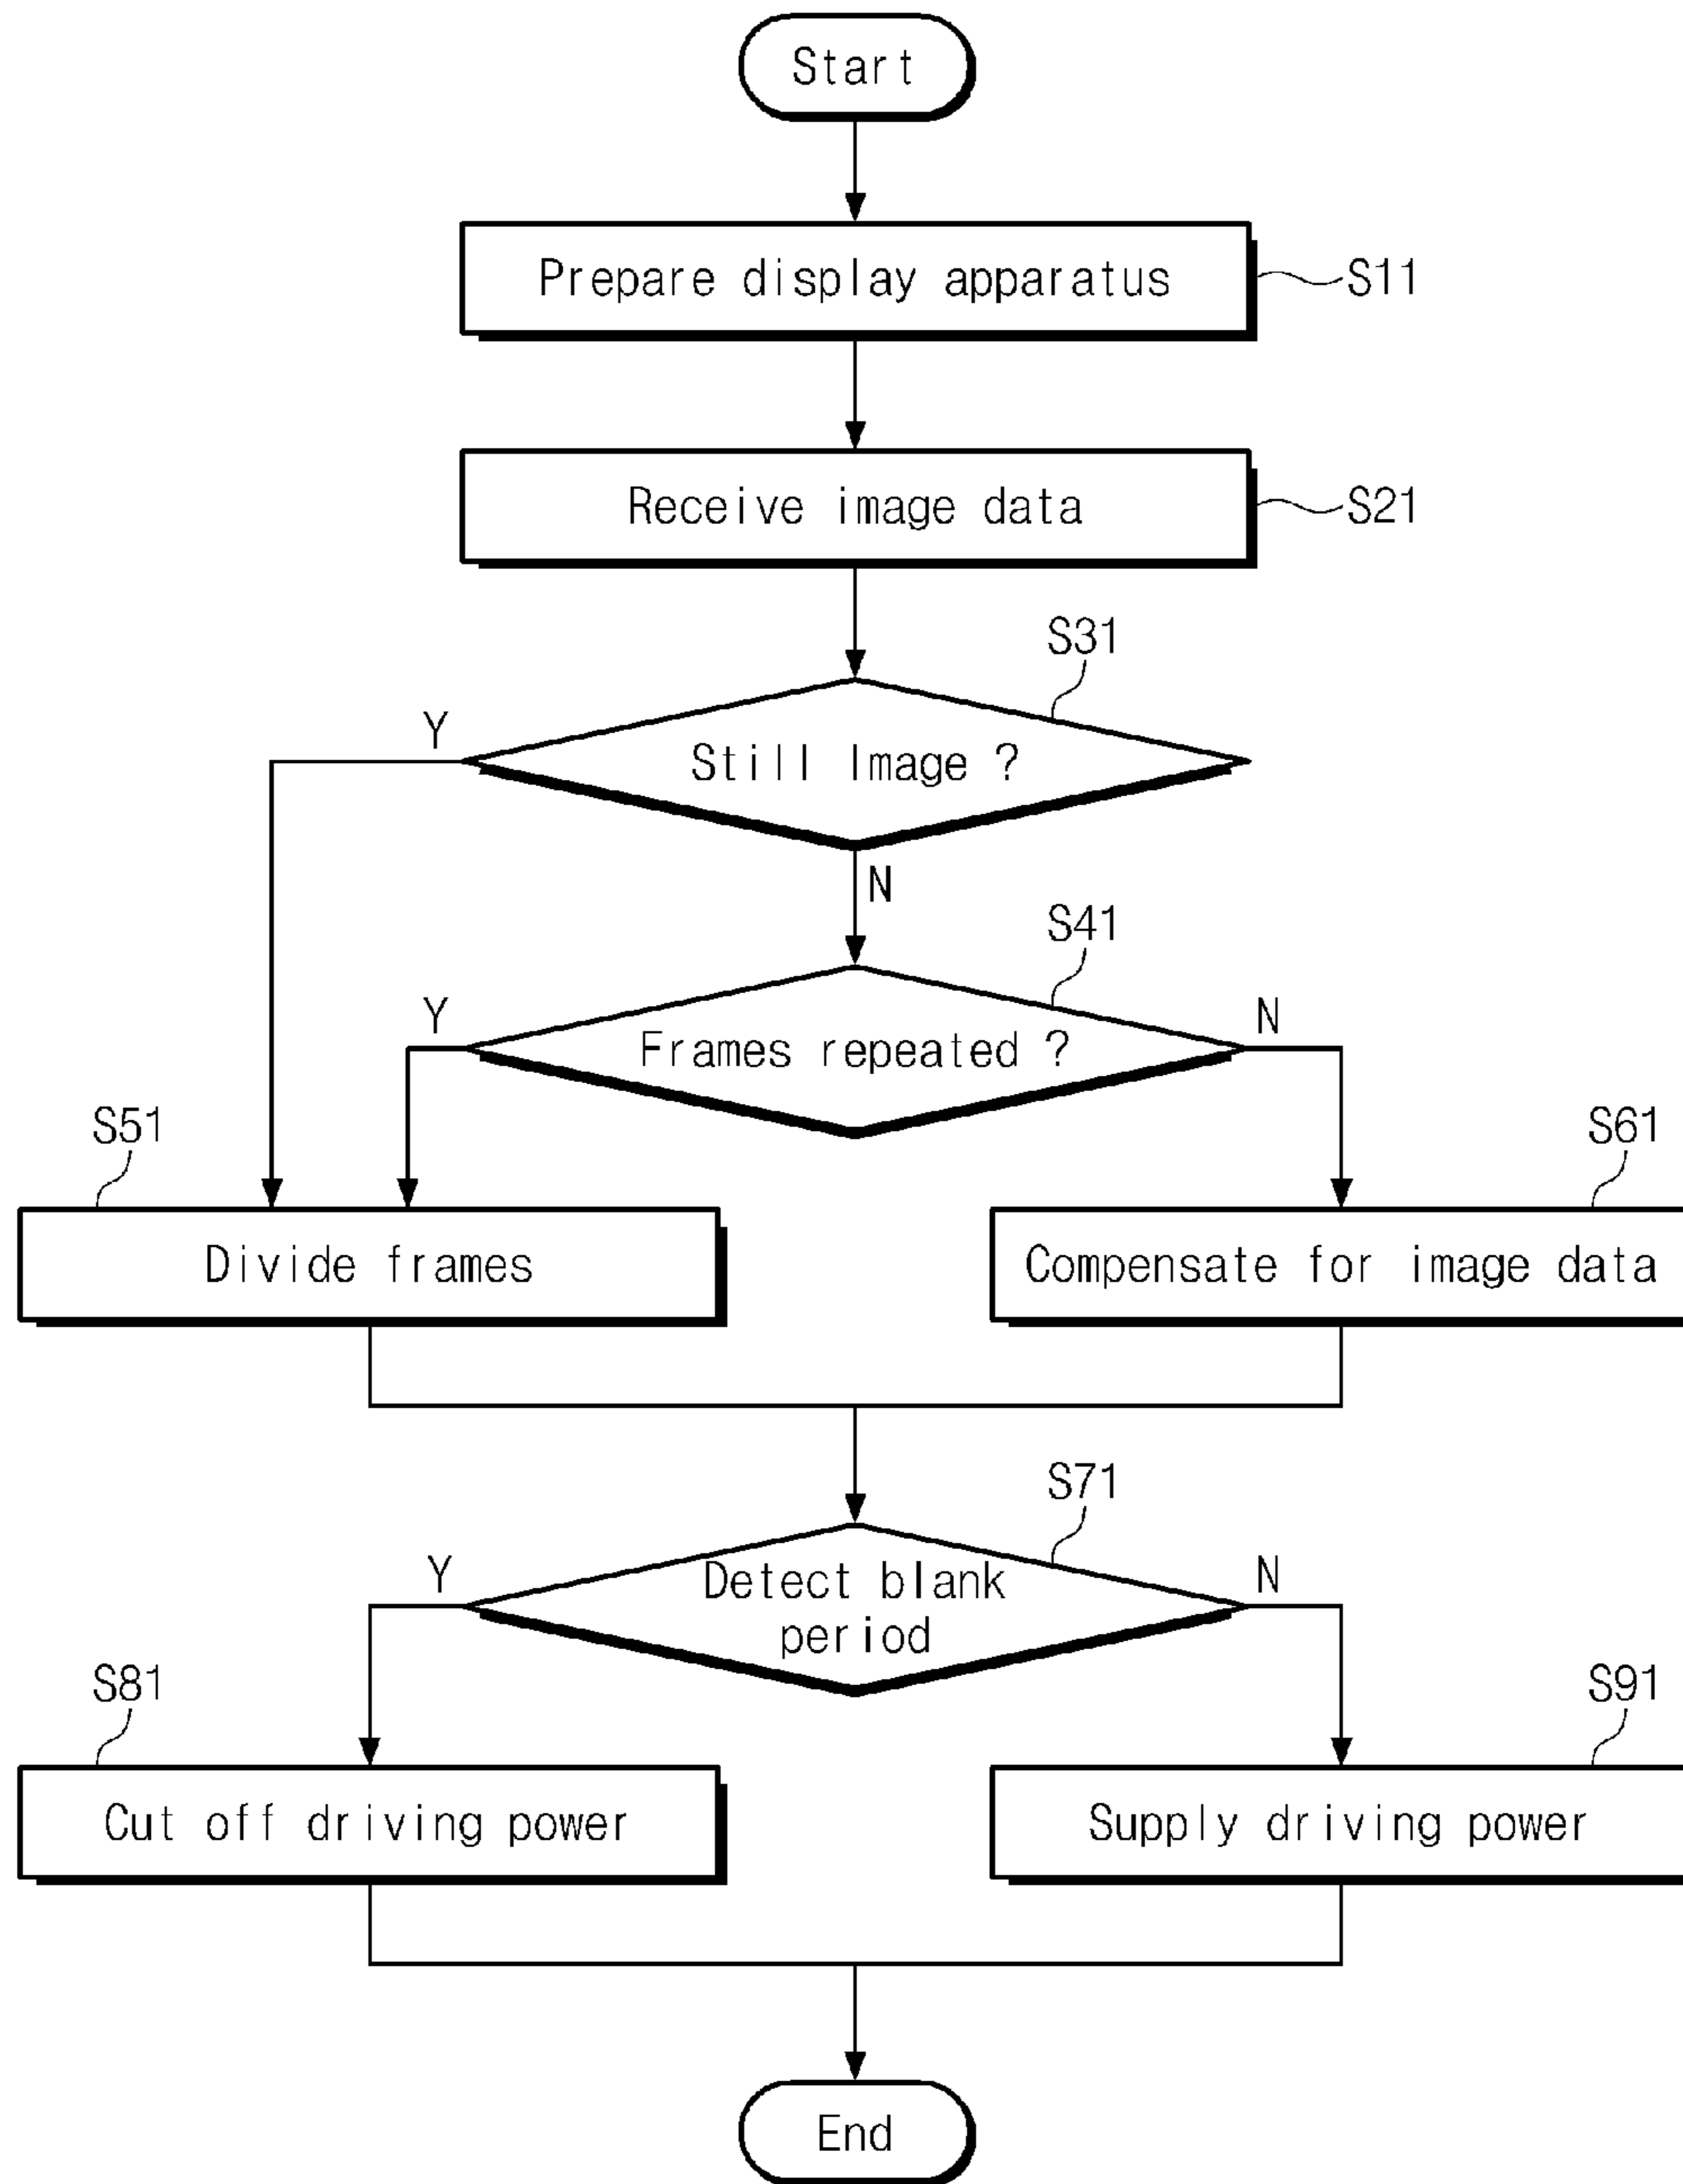 Start
Prepare display apparatus
S11
Receive image data
S21
S31
Y
Still Image ?
N
S41
Y
Frames repeated ?
N
S51
S61
Divide frames
Compensate for image data
S71
Y
Detect blank
period
N
S81
S91
Cut off driving power
Supply driving power
End